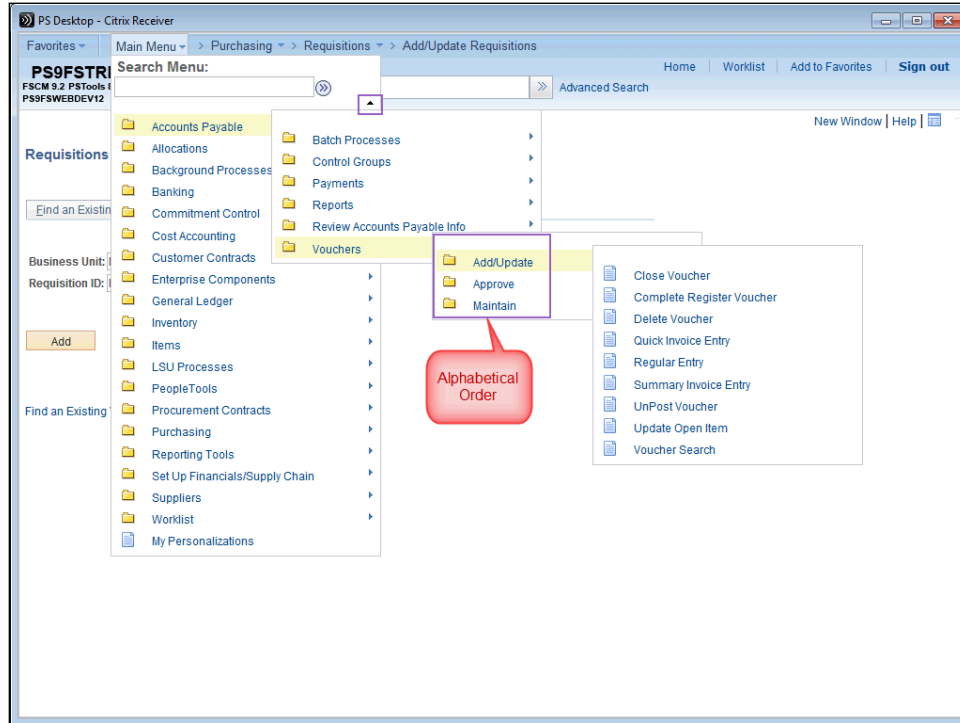 PS Desktop - Citrix Receiver
Favorites Main Menu > Purchasing > Requisitions > Add/Update Requisitions
PS9FSTRI
FSCM 9.2 PSTools 8
PS9FSWEBDEV12
Search Menu:
Home Worklist Add to Favorites Sign out
Advanced Search
New Window | Help |
Requisitions
Find an Existin
Business Unit:
Requisition ID:
Add
Find an Existing
Accounts Payable
Allocations
Background Processes
Banking
Commitment Control
Cost Accounting
Customer Contracts
Enterprise Components
General Ledger
Inventory
Items
LSU Processes
PeopleTools
Procurement Contracts
Purchasing
Reporting Tools
Set Up Financials/Supply Chain
Suppliers
Worklist
My Personalizations
Batch Processes
Control Groups
Payments
Reports
Review Accounts Payable Info
Vouchers
Add/Update
Approve
Maintain
Alphabetical
Order
Close Voucher
Complete Register Voucher
Delete Voucher
Quick Invoice Entry
Regular Entry
Summary Invoice Entry
UnPost Voucher
Update Open Item
Voucher Search